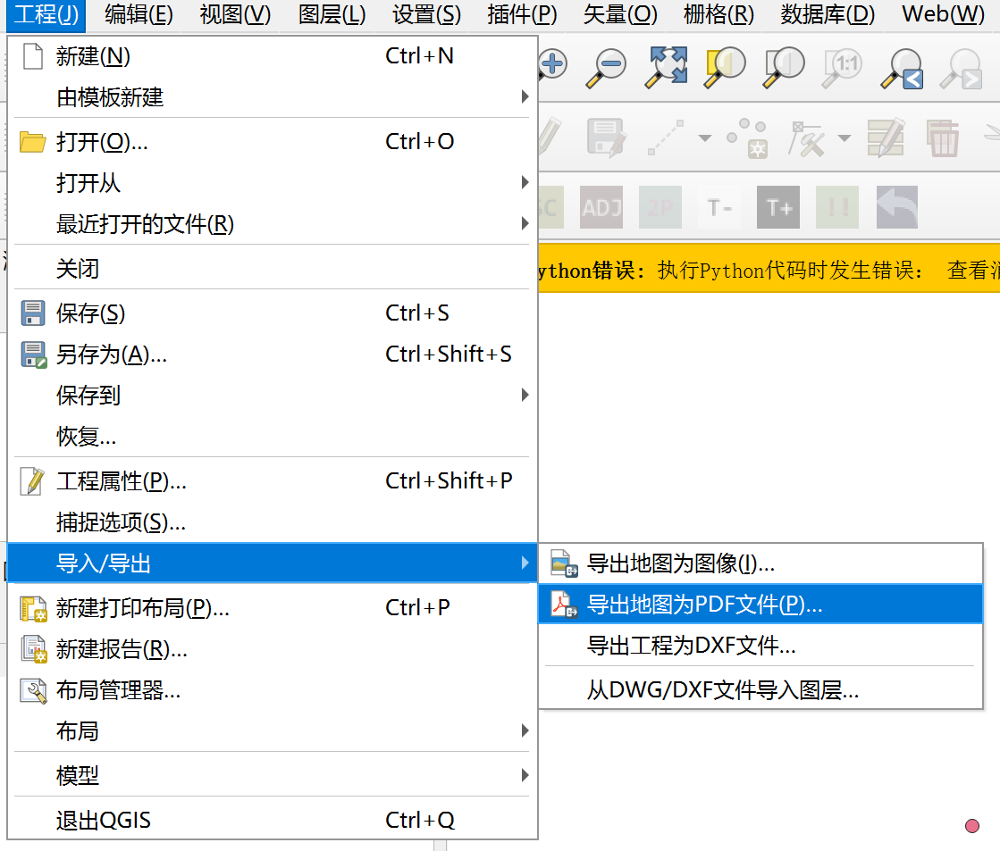 工程(J) 编辑(E) 视图(V) 图层(L) 设置(S) 插件(P) 矢量(O) 栅格(R) 数据库(D) Web(W)
新建(N) Ctrl+N
由模板新建
打开(O)... Ctrl+O
打开从
最近打开的文件(R)
关闭
保存(S) Ctrl+S
另存为(A)... Ctrl+Shift+S
保存到
恢复...
工程属性(P)... Ctrl+Shift+P
捕捉选项(S)...
导入/导出
新建打印布局(P)... Ctrl+P
新建报告(R)...
布局管理器...
布局
模型
退出QGIS Ctrl+Q
1:1
SC ADJ 2P T- T+ !!
ython错误： 执行Python代码时发生错误： 查看
导出地图为图像(I)...
导出地图为PDF文件(P)...
导出工程为DXF文件...
从DWG/DXF文件导入图层...